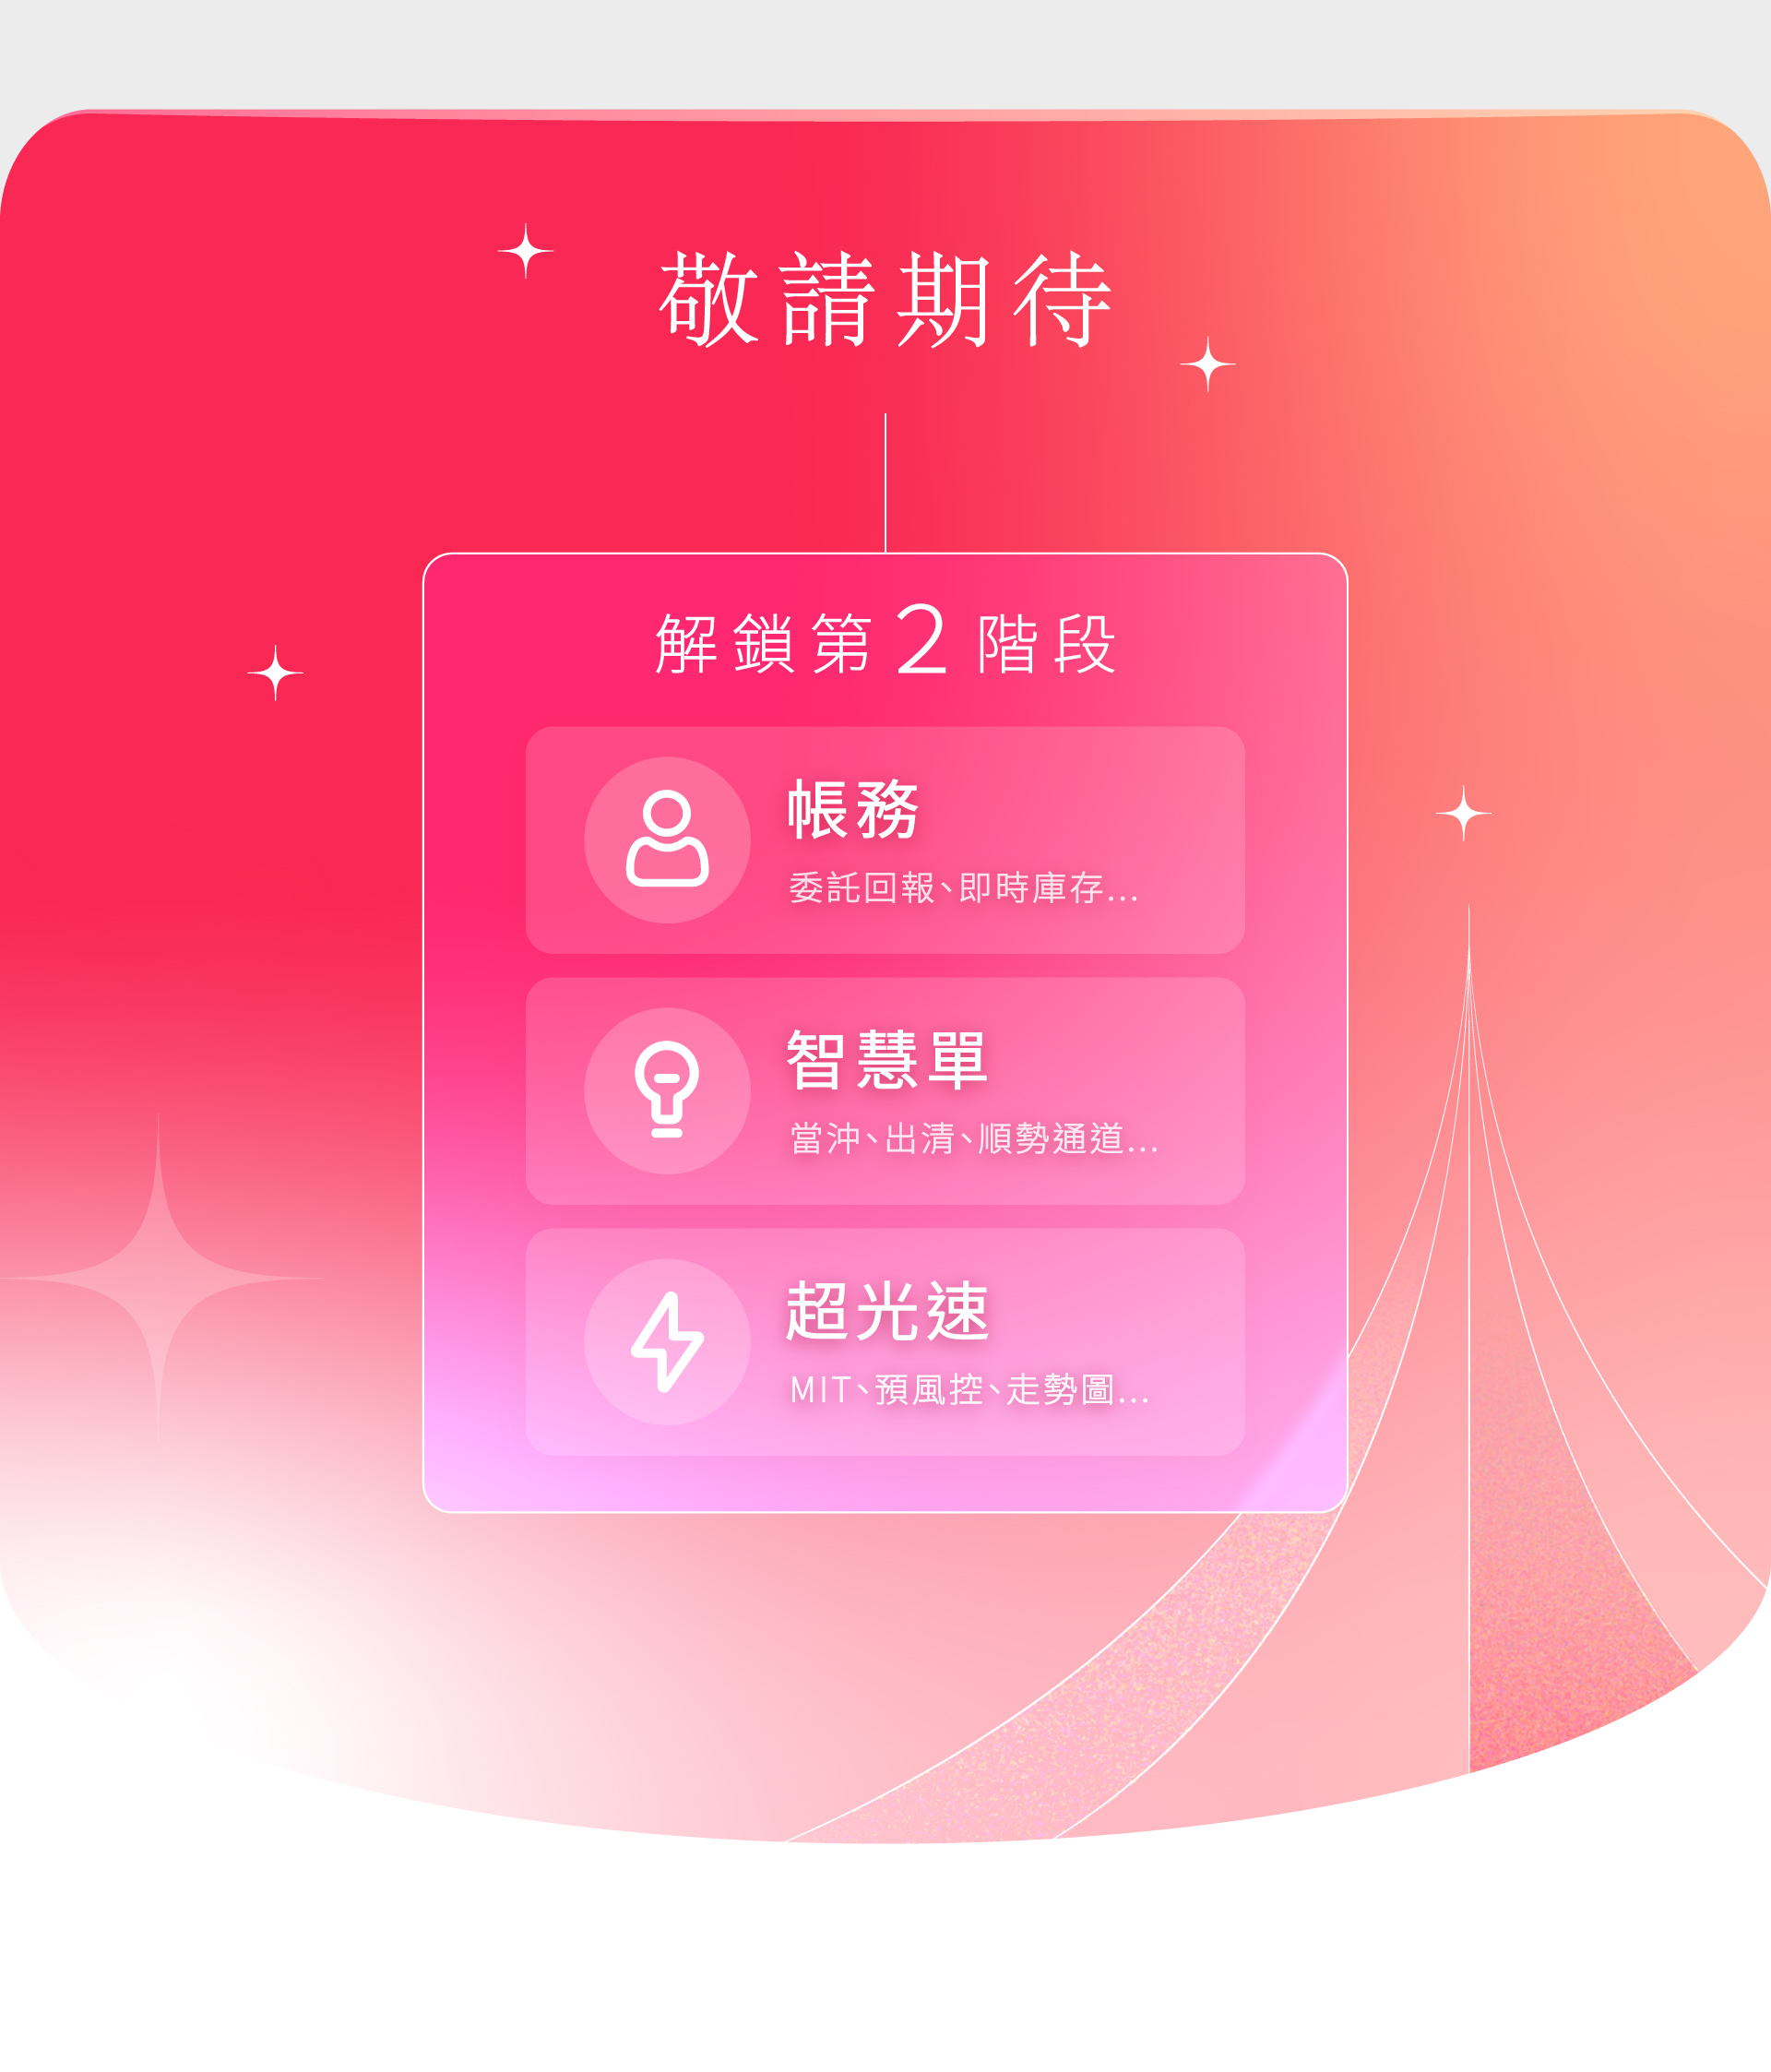 敬請期待
解鎖第2階段
帳務
委託回報、即時庫存...
智慧單
當沖、出清、順勢通道...
超光速
MIT、預風控、走勢圖...